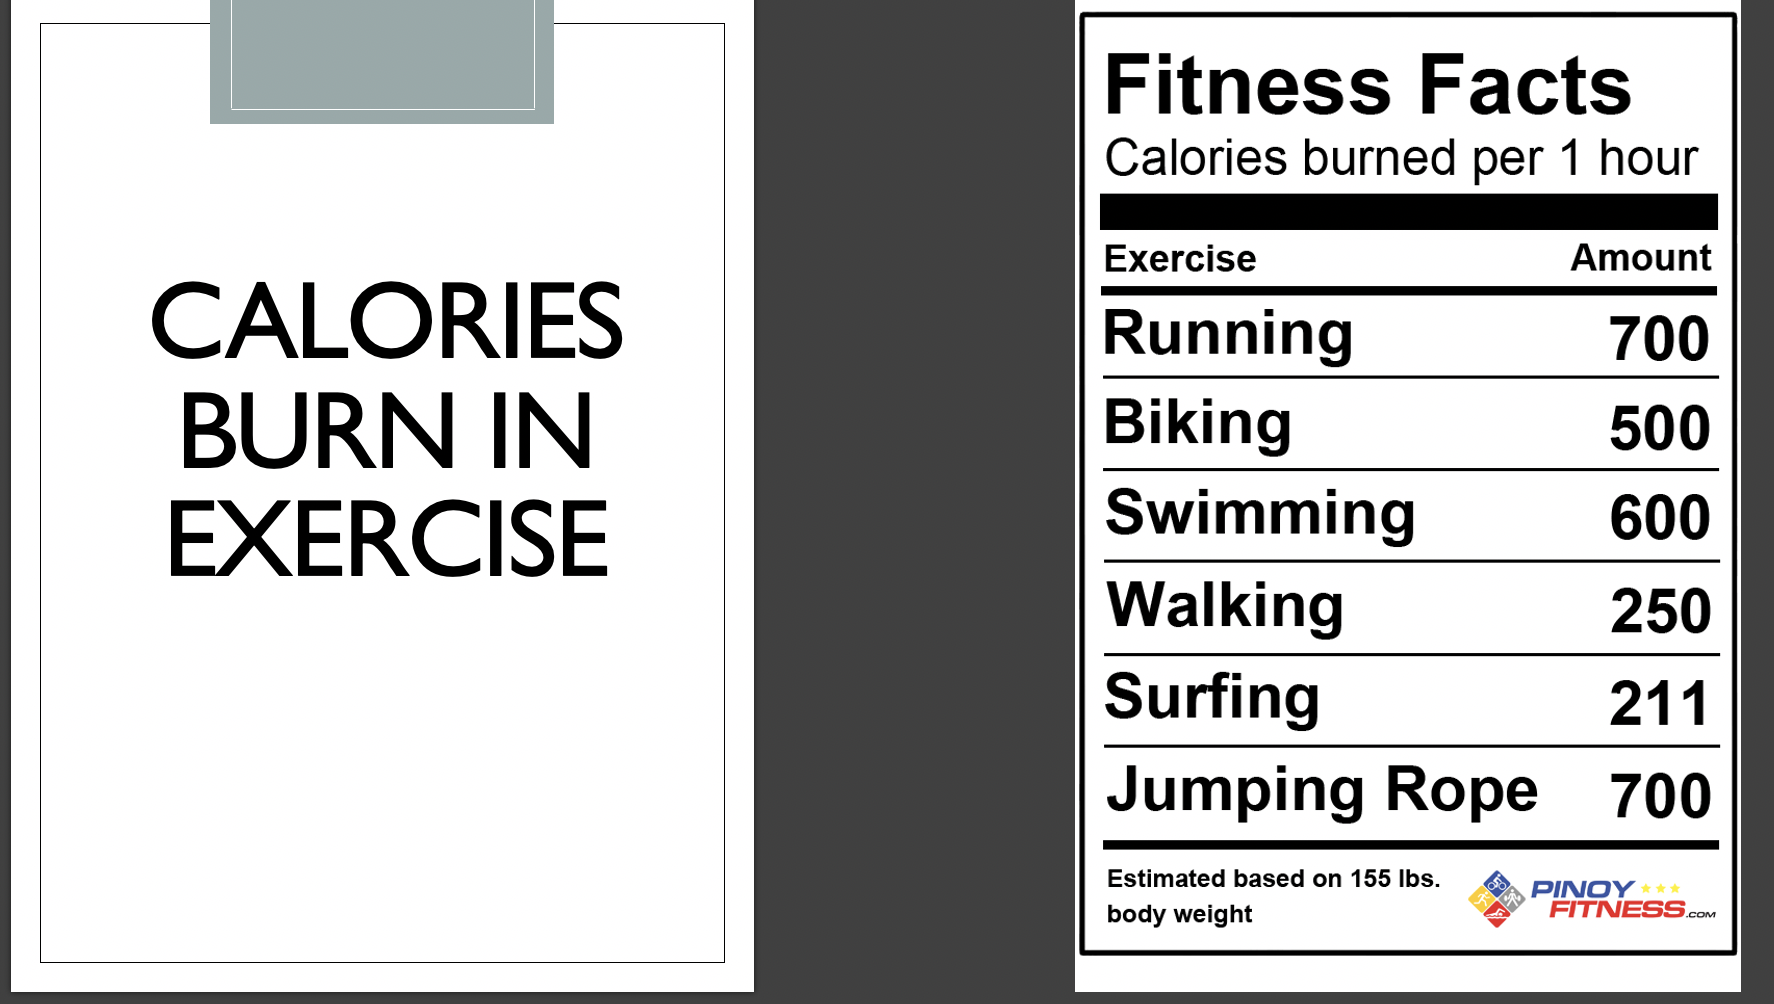 CALORIES
BURN IN
EXERCISE
Fitness Facts
Calories burned per 1 hour
Exercise Amount
Running 700
Biking 500
Swimming 600
Walking 250
Surfing 211
Jumping Rope 700
Estimated based on 155 lbs.
body weight
PINOY
FITNESS.COM